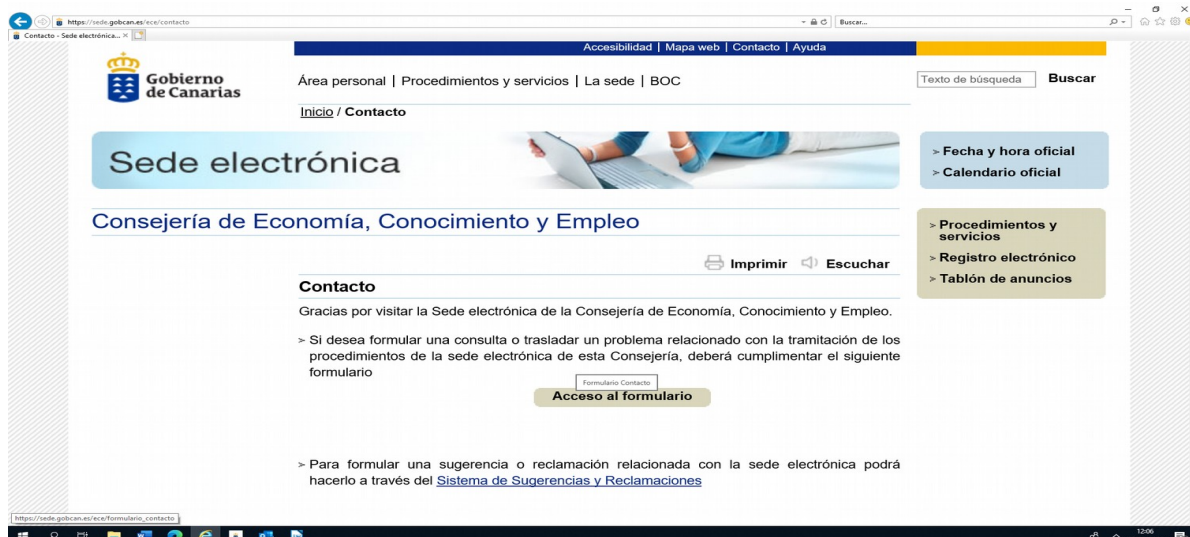 https://sede.gobcan.es/ece/contacto
Buscar...
Contacto - Sede electrónica...
Accesibilidad | Mapa web | Contacto | Ayuda
Gobierno
de Canarias
Área personal | Procedimientos y servicios | La sede | BOC
Texto de búsqueda
Buscar
Inicio / Contacto
Sede electrónica
> Fecha y hora oficial
> Calendario oficial
Consejería de Economía, Conocimiento y Empleo
> Procedimientos y
servicios
> Registro electrónico
> Tablón de anuncios
Imprimir
Escuchar
Contacto
Gracias por visitar la Sede electrónica de la Consejería de Economía, Conocimiento y Empleo.
> Si desea formular una consulta o trasladar un problema relacionado con la tramitación de los
procedimientos de la sede electrónica de esta Consejería, deberá cumplimentar el siguiente
formulario
Formulario Contacto
Acceso al formulario
> Para formular una sugerencia o reclamación relacionada con la sede electrónica podrá
hacerlo a través del Sistema de Sugerencias y Reclamaciones
https://sede.gobcan.es/ece/formulario_contacto
12:06